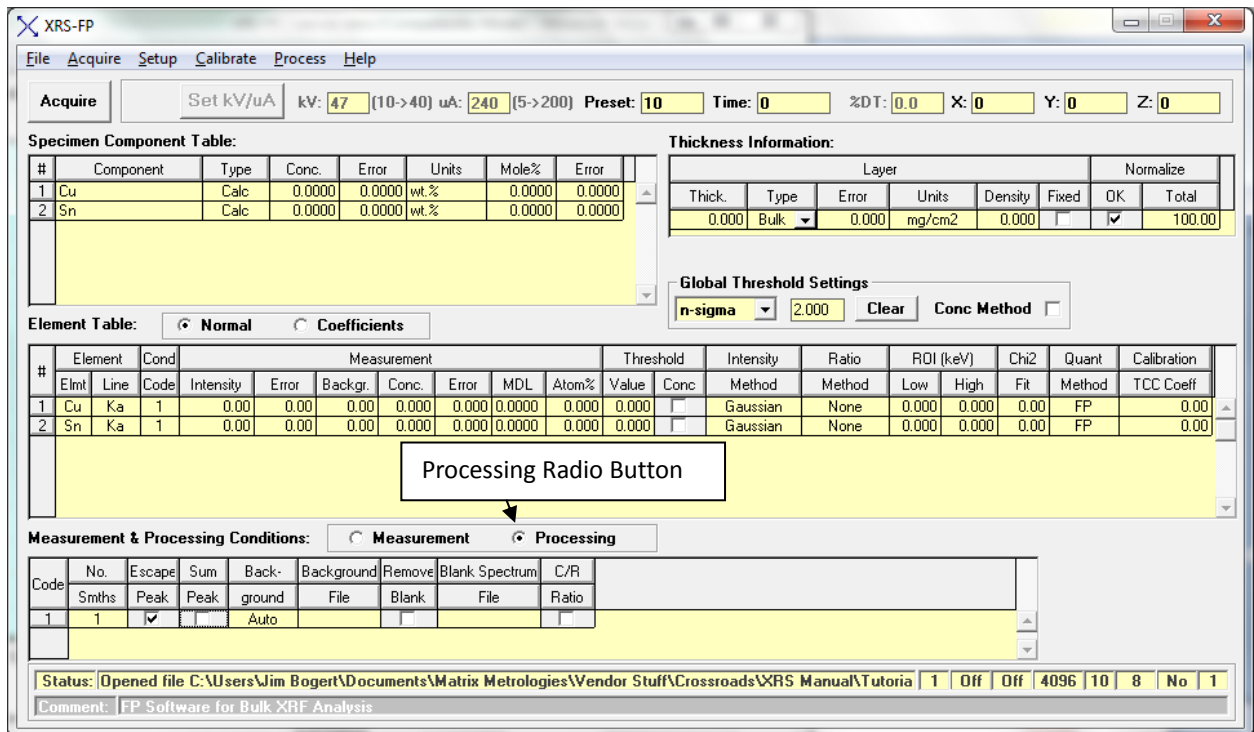 XRS-FP
File Acquire Setup Calibrate Process Help
Acquire Set kV/uA kV: 47 (10->40) uA: 240 (5->200) Preset: 10 Time: 0 %DT: 0.0 X: 0 Y: 0 Z: 0
Specimen Component Table:
# Component Type Conc. Error Units Mole% Error
1 Cu Calc 0.0000 0.0000 wt.% 0.0000 0.0000
2 Sn Calc 0.0000 0.0000 wt.% 0.0000 0.0000
Thickness Information:
Layer Normalize
Thick. Type Error Units Density Fixed OK Total
0.000 Bulk 0.000 mg/cm2 0.000 100.00
Global Threshold Settings
n-sigma 2.000 Clear Conc Method
Element Table: Normal Coefficients
# Element Cond Measurement Threshold Intensity Ratio ROI (keV) Chi2 Quant Calibration
Elmt Line Code Intensity Error Backgr. Conc. Error MDL Atom% Value Conc Method Method Low High Fit Method TCC Coeff
1 Cu Ka 1 0.00 0.00 0.00 0.000 0.000 0.0000 0.000 0.000 Gaussian None 0.000 0.000 0.00 FP 0.00
2 Sn Ka 1 0.00 0.00 0.00 0.000 0.000 0.0000 0.000 0.000 Gaussian None 0.000 0.000 0.00 FP 0.00
Processing Radio Button
Measurement & Processing Conditions: Measurement Processing
Code No. Escape Sum Back- Background Remove Blank Spectrum C/R
Smths Peak Peak ground File Blank File Ratio
1 1 Auto
Status: Opened file C:\Users\Jim Bogert\Documents\Matrix Metrologies\Vendor Stuff\Crossroads\XRS Manual\Tutoria 1 Off Off 4096 10 8 No 1
Comment: FP Software for Bulk XRF Analysis